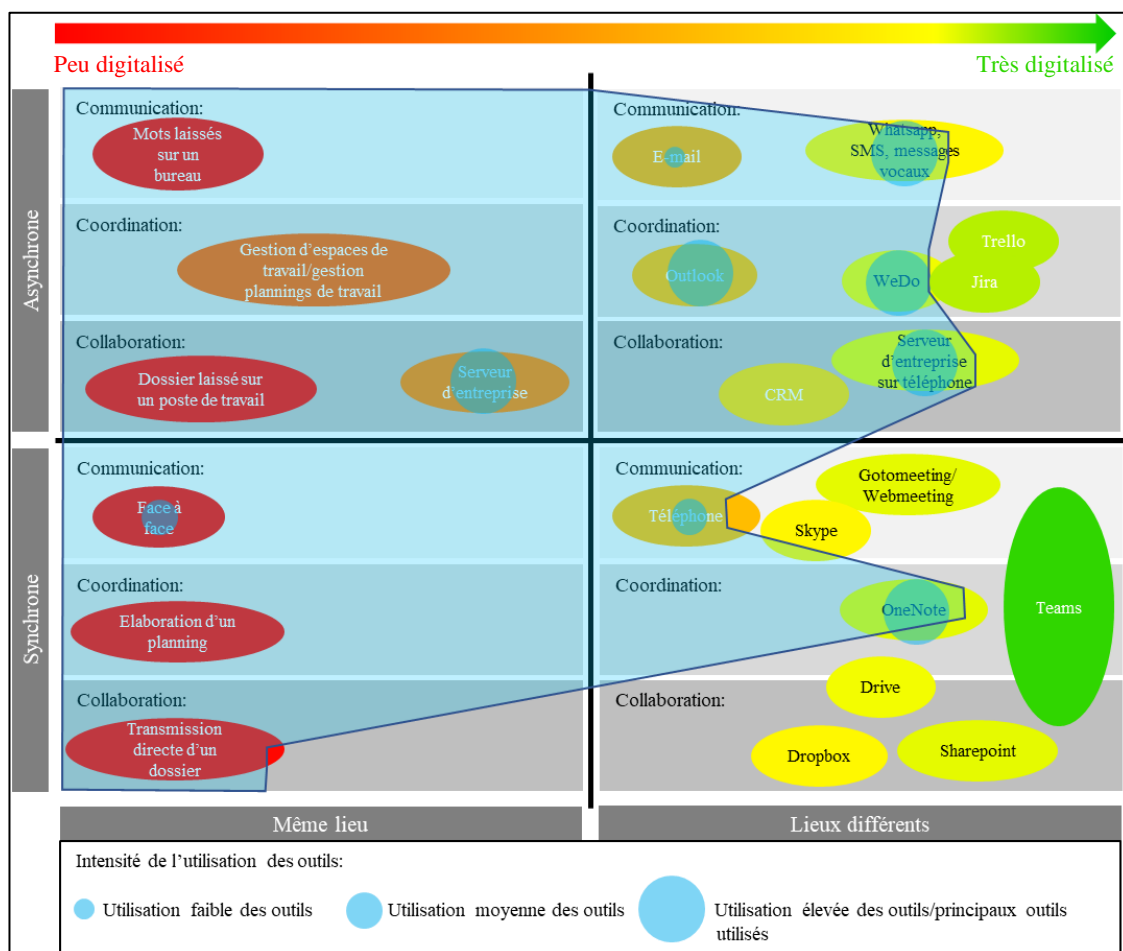 Peu digitalisé
Très digitalisé
Asynchrone
Communication:
Mots laissés
sur un
bureau
Communication:
E-mail
Whatsapp,
SMS, messages
vocaux
Coordination:
Gestion d'espaces de
travail/gestion
plannings de travail
Coordination:
Outlook
WeDo
Trello
Jira
Collaboration:
Dossier laissé sur
un poste de travail
Serveur
d'entreprise
Collaboration:
CRM
Serveur
d'entreprise
sur téléphone
Synchrone
Communication:
Face à
face
Communication:
Téléphone
Skype
Gotomeeting/
Webmeeting
Coordination:
Elaboration d'un
planning
Coordination:
OneNote
Teams
Collaboration:
Transmission
directe d'un
dossier
Collaboration:
Drive
Dropbox
Sharepoint
Même lieu
Lieux différents
Intensité de l'utilisation des outils:
Utilisation faible des outils
Utilisation moyenne des outils
Utilisation élevée des outils/principaux outils
utilisés